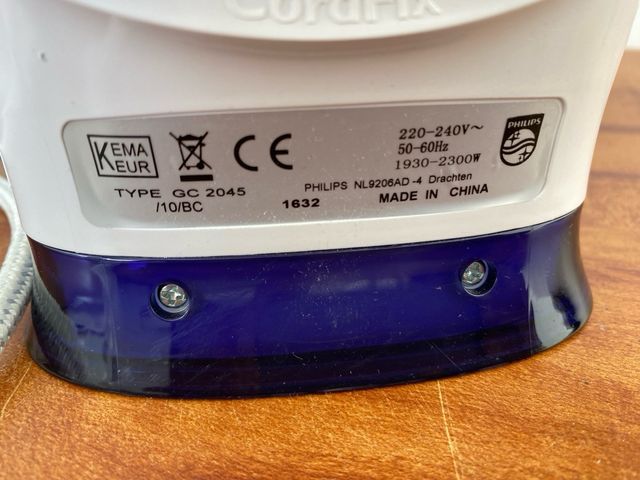 CordFix
KEMA
KEUR
CE
220-240V~
50-60Hz
1930-2300W
PHILIPS
TYPE GC 2045
/10/BC
1632
PHILIPS NL9206AD-4 Drachten
MADE IN CHINA